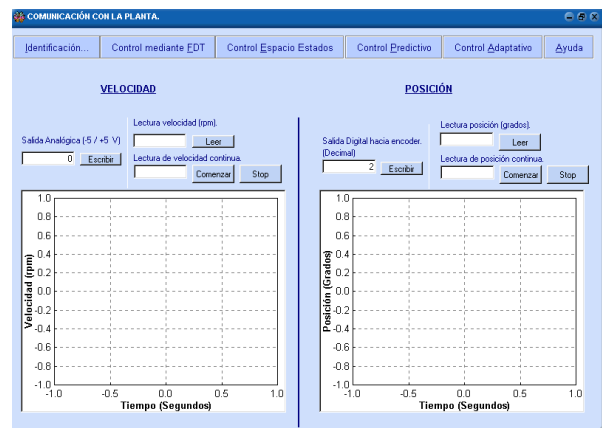 COMUNICACIÓN CON LA PLANTA.
Identificación... Control mediante FDT Control Espacio Estados Control Predictivo Control Adaptativo Ayuda
VELOCIDAD
Salida Analógica (-5 / +5 V)
0 Escribir
Lectura velocidad (rpm).
Leer
Lectura de velocidad continua.
Comenzar Stop
1.0
0.8
0.6
0.4
0.2
0.0
-0.2
-0.4
-0.6
-0.8
-1.0
Velocidad (rpm)
-1.0 -0.5 0.0 0.5 1.0
Tiempo (Segundos)
POSICIÓN
Salida Digital hacia encoder.
(Decimal)
2 Escribir
Lectura posición (grados).
Leer
Lectura de posición continua.
Comenzar Stop
1.0
0.8
0.6
0.4
0.2
0.0
-0.2
-0.4
-0.6
-0.8
-1.0
Posición (Grados)
-1.0 -0.5 0.0 0.5 1.0
Tiempo (Segundos)